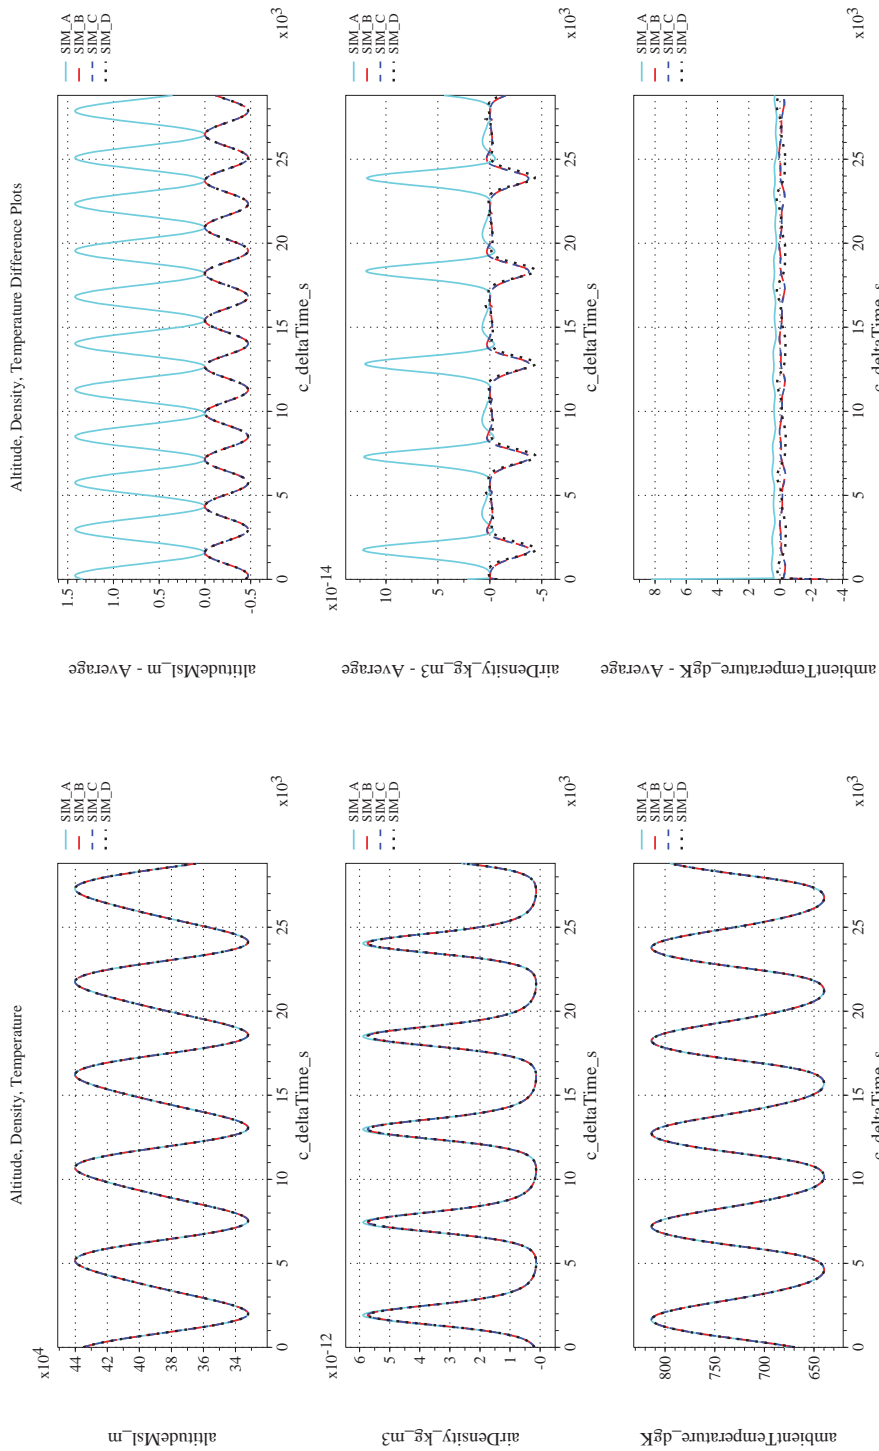 Altitude, Density, Temperature
x10^4
44
42
40
38
36
34
altitudeMsl_m
0 5 10 15 20 25
x10^3
c_deltaTime_s
SIM_A
SIM_B
SIM_C
SIM_D
x10^-12
6
5
4
3
2
1
-0
airDensity_kg_m3
0 5 10 15 20 25
x10^3
c_deltaTime_s
SIM_A
SIM_B
SIM_C
SIM_D
800
750
700
650
ambientTemperature_dgK
0 5 10 15 20 25
x10^3
c_deltaTime_s
SIM_A
SIM_B
SIM_C
SIM_D
Altitude, Density, Temperature Difference Plots
1.5
1.0
0.5
0.0
-0.5
altitudeMsl_m - Average
0 5 10 15 20 25
x10^3
c_deltaTime_s
SIM_A
SIM_B
SIM_C
SIM_D
x10^-14
10
5
-0
-5
airDensity_kg_m3 - Average
0 5 10 15 20 25
x10^3
c_deltaTime_s
SIM_A
SIM_B
SIM_C
SIM_D
8
6
4
2
0
-2
-4
ambientTemperature_dgK - Average
0 5 10 15 20 25
x10^3
c_deltaTime_s
SIM_A
SIM_B
SIM_C
SIM_D